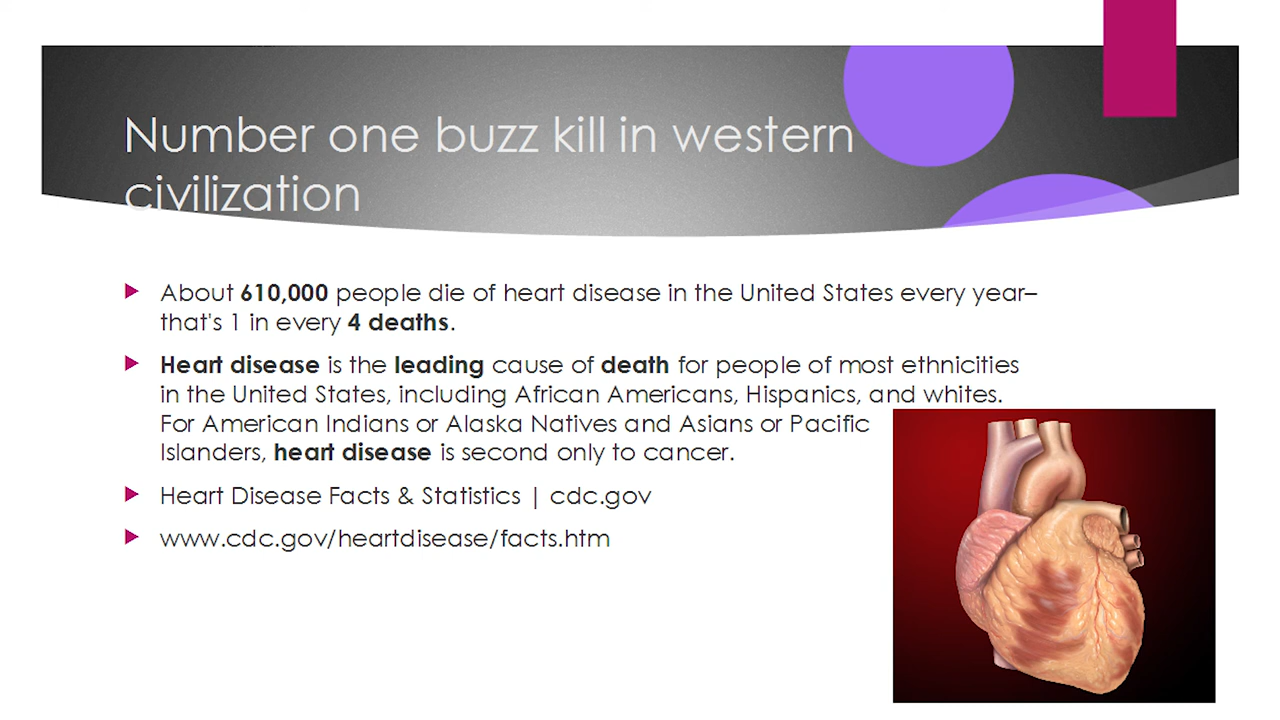 Number one buzz kill in western
civilization
About 610,000 people die of heart disease in the United States every year–
that's 1 in every 4 deaths.
Heart disease is the leading cause of death for people of most ethnicities
in the United States, including African Americans, Hispanics, and whites.
For American Indians or Alaska Natives and Asians or Pacific
Islanders, heart disease is second only to cancer.
Heart Disease Facts & Statistics | cdc.gov
www.cdc.gov/heartdisease/facts.htm